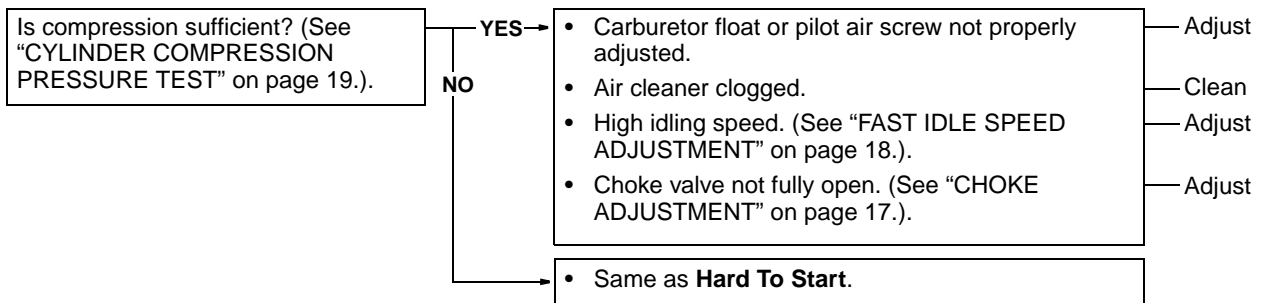 Is compression sufficient? (See
“CYLINDER COMPRESSION
PRESSURE TEST” on page 19.).
YES
NO
• Carburetor float or pilot air screw not properly
adjusted.
Adjust
• Air cleaner clogged.
Clean
• High idling speed. (See “FAST IDLE SPEED
ADJUSTMENT” on page 18.).
Adjust
• Choke valve not fully open. (See “CHOKE
ADJUSTMENT” on page 17.).
Adjust
• Same as Hard To Start.